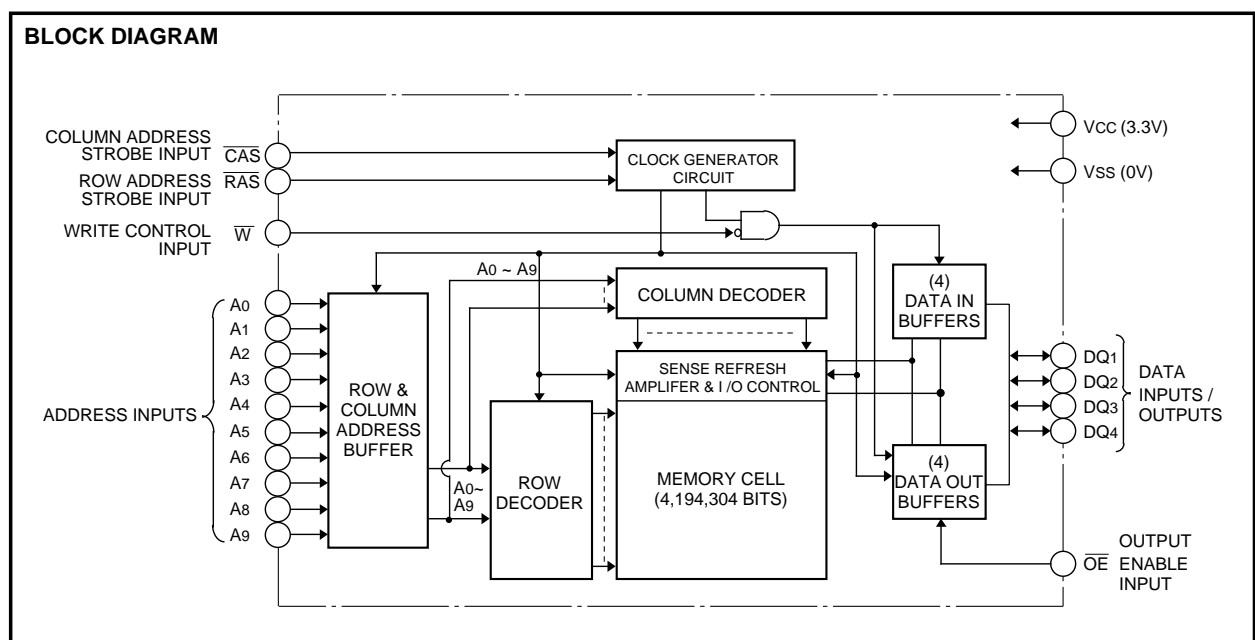 BLOCK DIAGRAM
COLUMN ADDRESS
STROBE INPUT
CAS
ROW ADDRESS
STROBE INPUT
RAS
WRITE CONTROL
INPUT
W
ADDRESS INPUTS
A0
A1
A2
A3
A4
A5
A6
A7
A8
A9
ROW &
COLUMN
ADDRESS
BUFFER
CLOCK GENERATOR
CIRCUIT
A0 ~ A9
COLUMN DECODER
SENSE REFRESH
AMPLIFER & I /O CONTROL
A0~
A9
ROW
DECODER
MEMORY CELL
(4,194,304 BITS)
(4)
DATA IN
BUFFERS
(4)
DATA OUT
BUFFERS
VCC (3.3V)
VSS (0V)
DQ1
DQ2
DQ3
DQ4
DATA
INPUTS /
OUTPUTS
OE
OUTPUT
ENABLE
INPUT